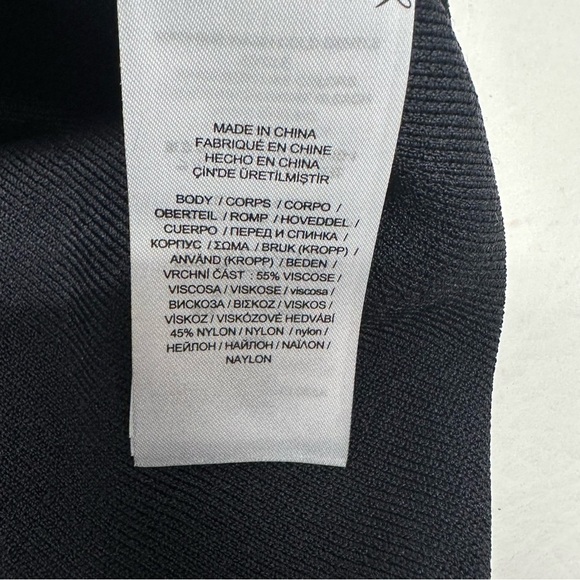 MADE IN CHINA
FABRIQUÉ EN CHINE
HECHO EN CHINA
ÇIN'DE ÜRETİLMİŞTİR
BODY / CORPS / CORPO /
OBERTEIL / ROMP / HOVEDDEL /
CUERPO / ПЕРЕД И СПИНКА /
КОРПУС / ΣΩΜΑ / BRUK (KROPP) /
ANVÄND (KROPP) / BEDEN /
VRCHNÍ ČÁST : 55% VISCOSE /
VISCOSA / VISKOSE / viscosa /
ВИСКОЗА / ΒΙΣΚΟΖ / VISKOS /
VİSKOZ / VISKÓZOVÉ HEDVÁBÍ
45% NYLON / NYLON / nylon /
НЕЙЛОН / НАЙЛОН / ΝΑΪΛΟΝ /
NAYLON